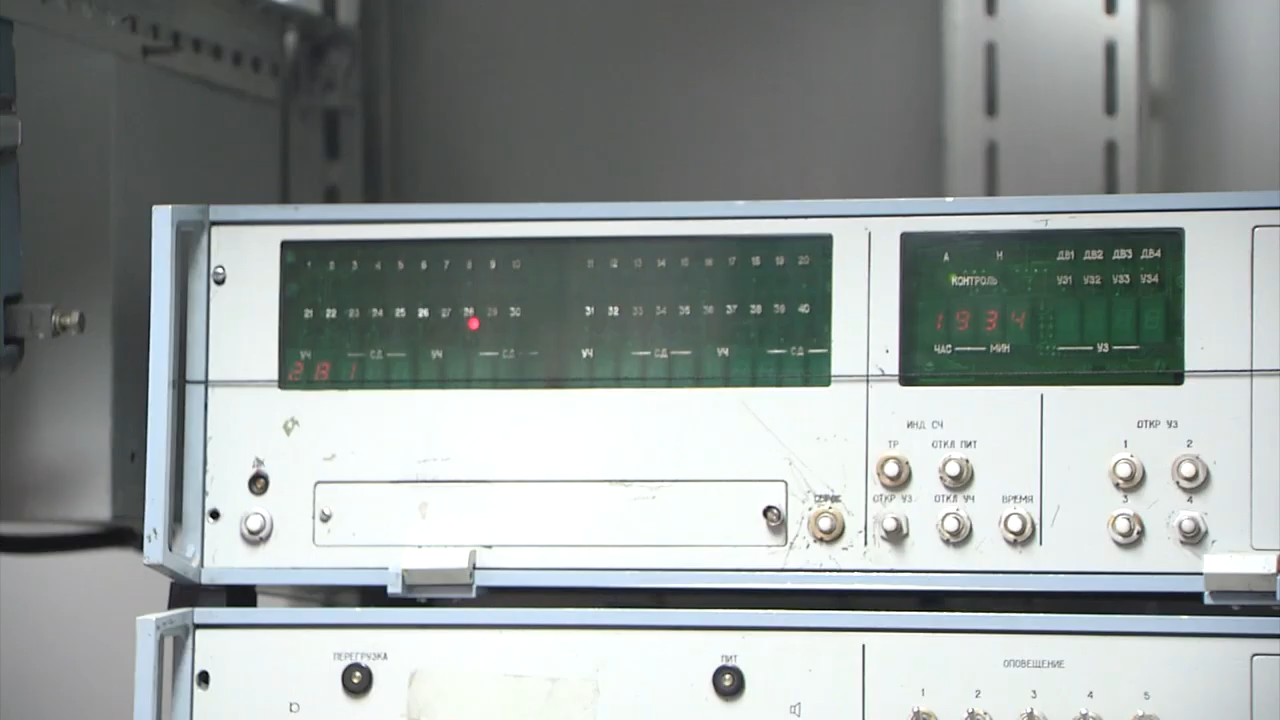 1 2 3 4 5 6 7 8 9 10 11 12 13 14 15 16 17 18 19 20
21 22 23 24 25 26 27 28 29 30 31 32 33 34 35 36 37 38 39 40
УЧ СД УЧ СД УЧ СД УЧ СД
281
А Н ДВ1 ДВ2 ДВ3 ДВ4
КОНТРОЛЬ УЗ1 УЗ2 УЗ3 УЗ4
1934
ЧАС МИН УЗ
ИНД СЧ ОТКР УЗ
ТР ОТКЛ ПИТ 1 2
ДК
СБРОС ОТКР УЗ ОТКЛ УЧ ВРЕМЯ 3 4
ПЕРЕГРУЗКА ПИТ ОПОВЕЩЕНИЕ
1 2 3 4 5